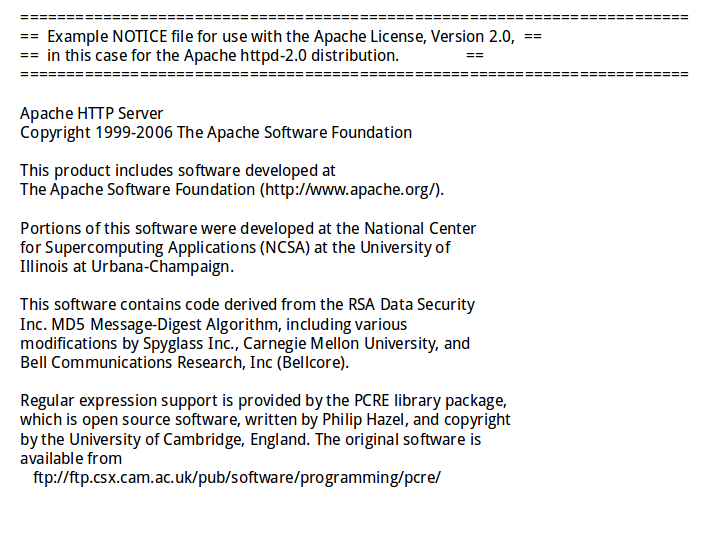 =========================================================================
==  Example NOTICE file for use with the Apache License, Version 2.0,  ==
==  in this case for the Apache httpd-2.0 distribution.                ==
=========================================================================
Apache HTTP Server
Copyright 1999-2006 The Apache Software Foundation
This product includes software developed at
The Apache Software Foundation (http://www.apache.org/).
Portions of this software were developed at the National Center
for Supercomputing Applications (NCSA) at the University of
Illinois at Urbana-Champaign.
This software contains code derived from the RSA Data Security
Inc. MD5 Message-Digest Algorithm, including various
modifications by Spyglass Inc., Carnegie Mellon University, and
Bell Communications Research, Inc (Bellcore).
Regular expression support is provided by the PCRE library package,
which is open source software, written by Philip Hazel, and copyright
by the University of Cambridge, England. The original software is
available from
ftp://ftp.csx.cam.ac.uk/pub/software/programming/pcre/